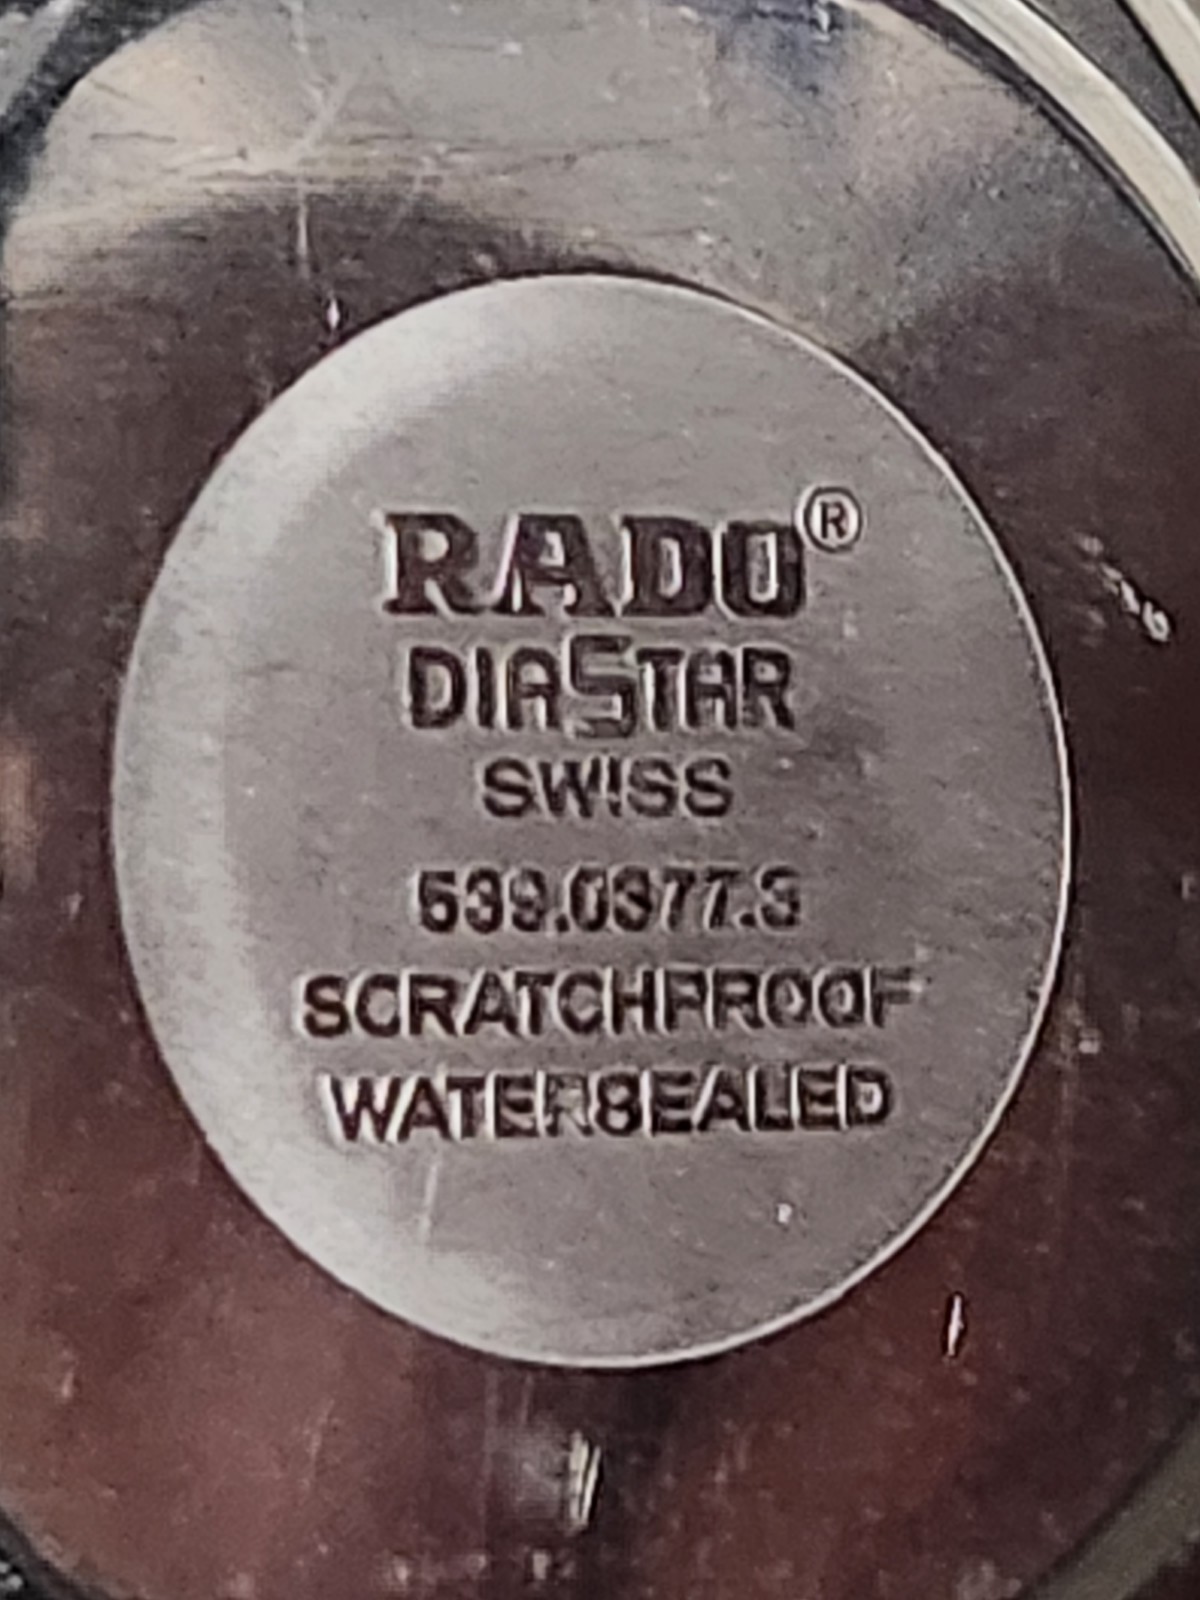 RADO®
DIASTAR
SWISS
539.0377.3
SCRATCHPROOF
WATERSEALED